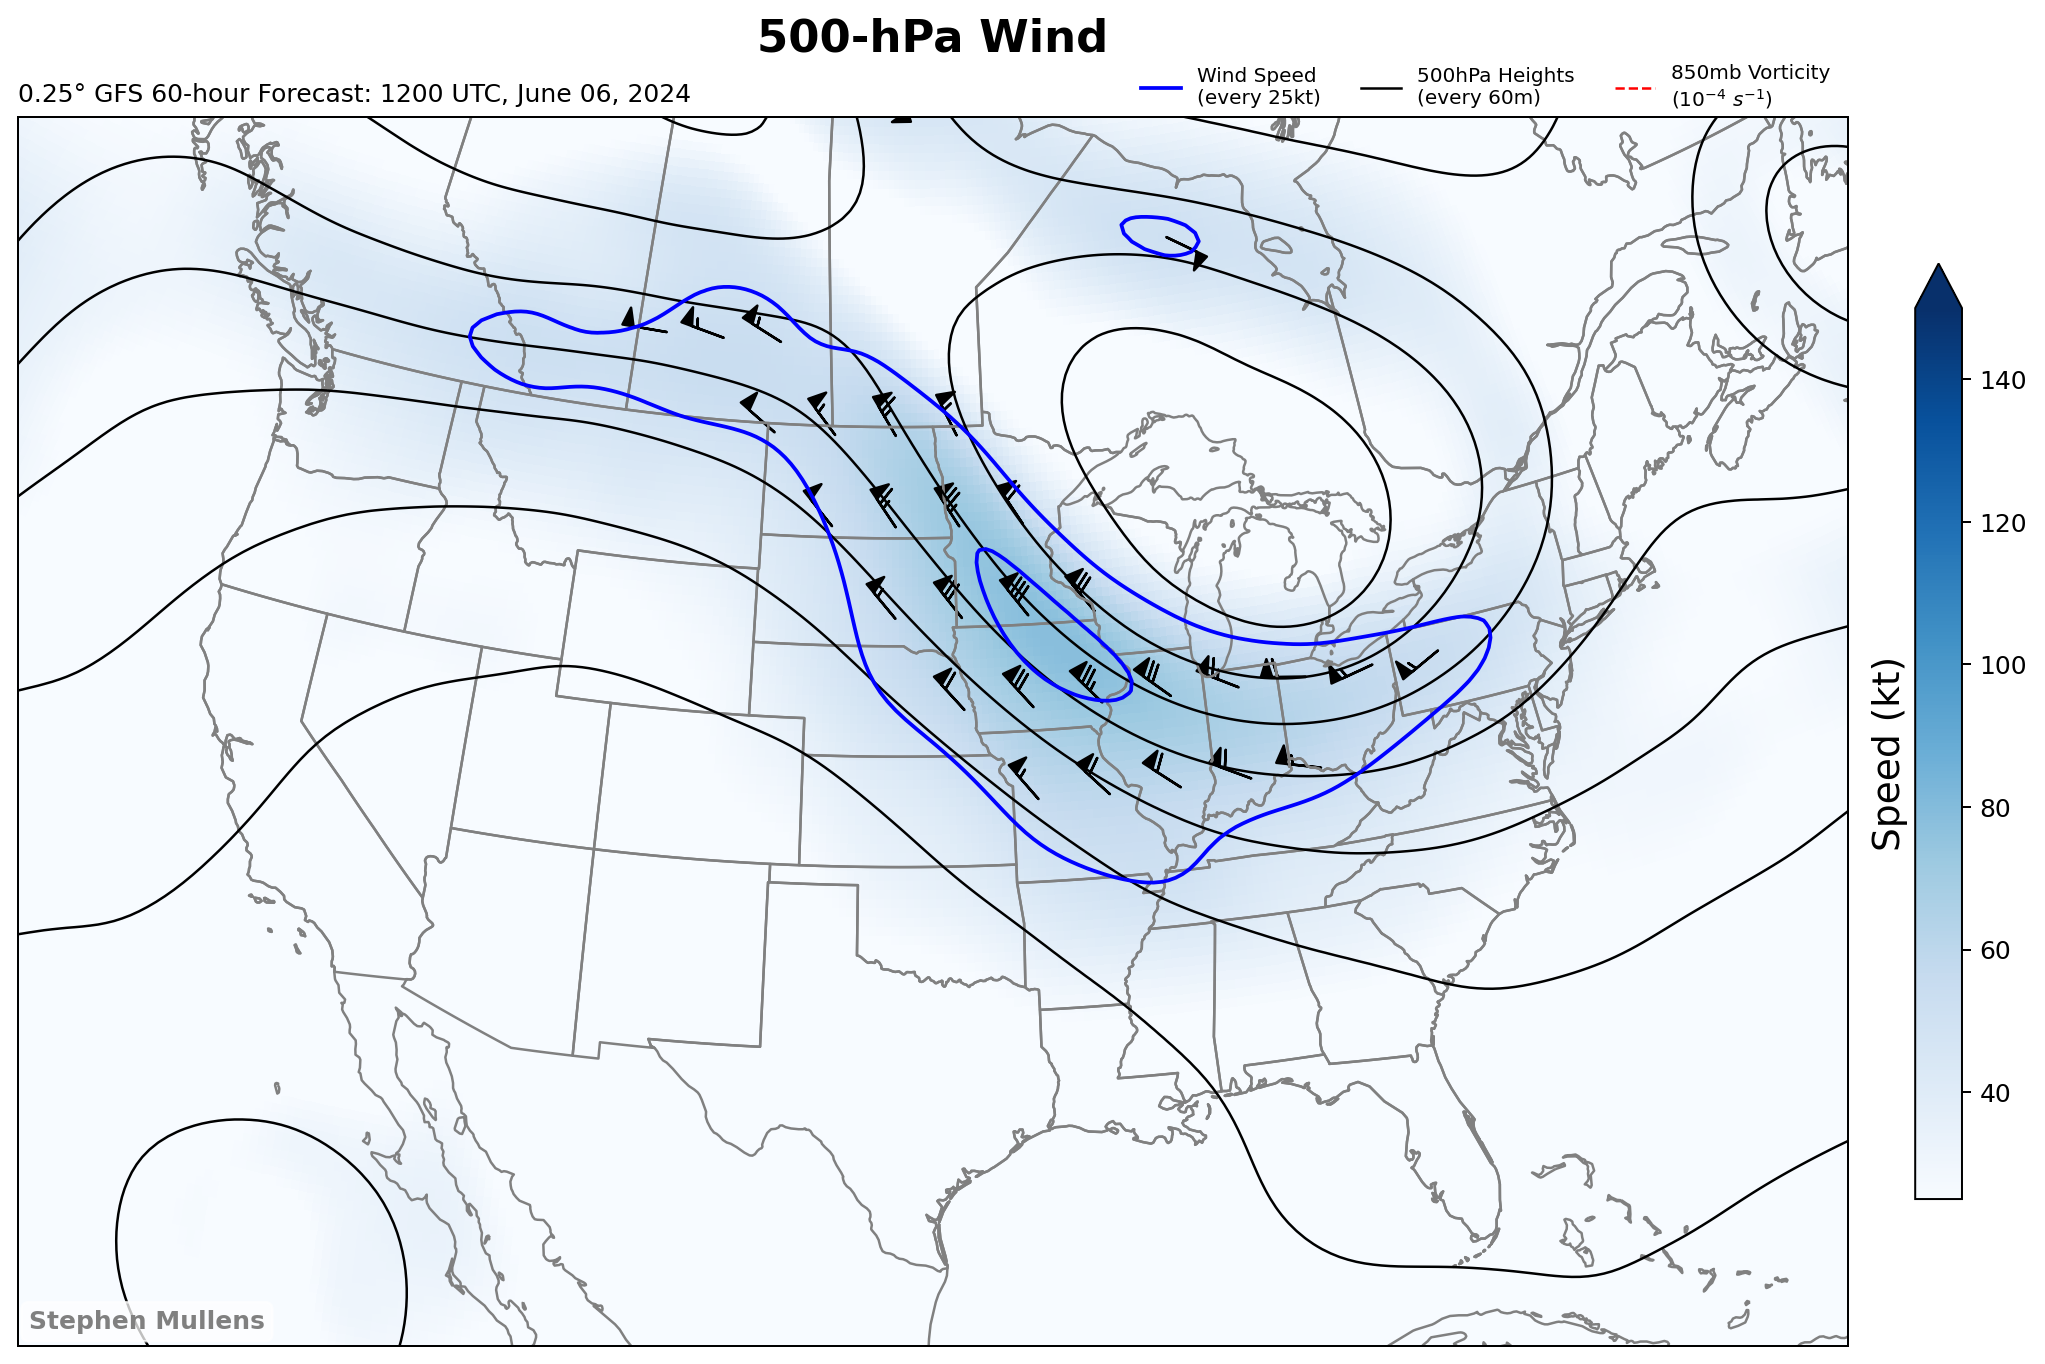 500-hPa Wind
0.25° GFS 60-hour Forecast: 1200 UTC, June 06, 2024
Wind Speed
(every 25kt)
500hPa Heights
(every 60m)
850mb Vorticity
(10⁻⁴ s⁻¹)
140
120
100
80
60
40
Speed (kt)
Stephen Mullens